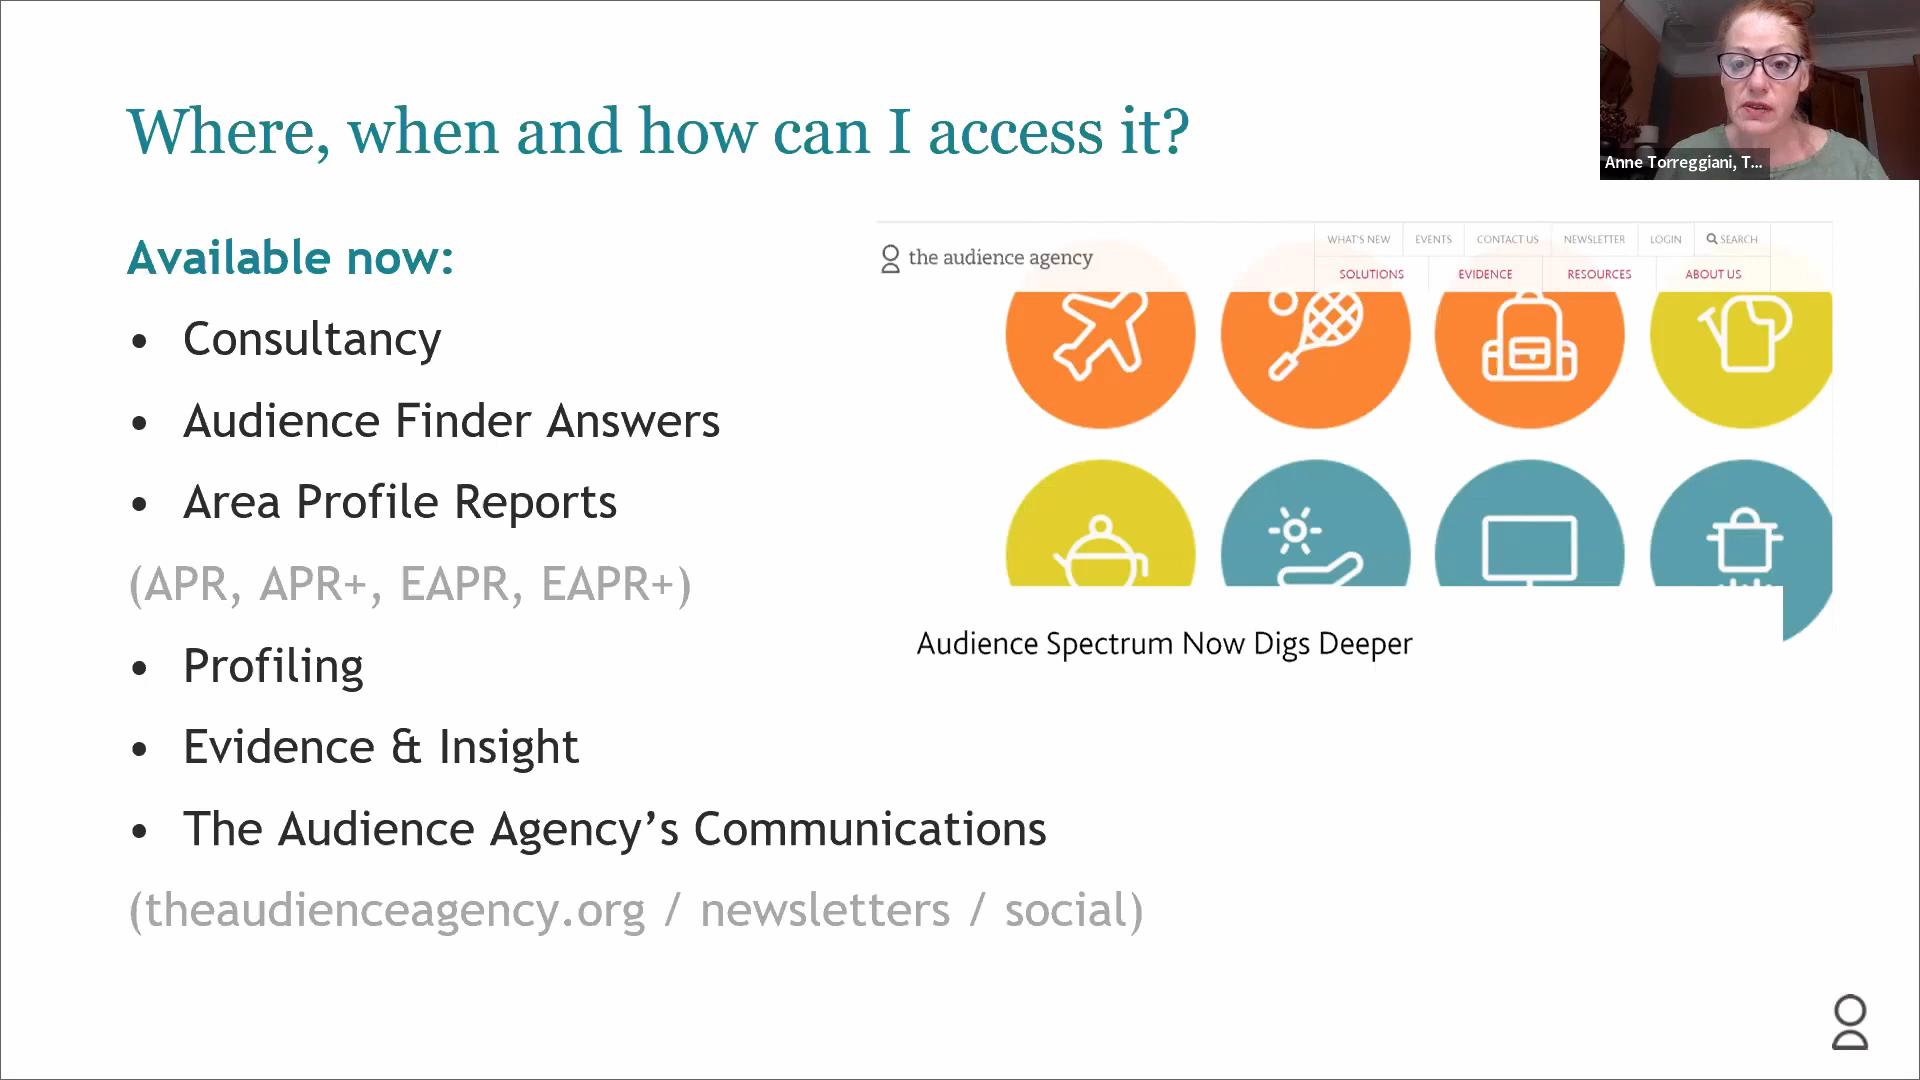 Where, when and how can I access it?
Anne Torreggiani, T...
Available now:
• Consultancy
• Audience Finder Answers
• Area Profile Reports
(APR, APR+, EAPR, EAPR+)
• Profiling
• Evidence & Insight
• The Audience Agency’s Communications
(theaudienceagency.org / newsletters / social)
the audience agency
WHAT'S NEW EVENTS CONTACT US NEWSLETTER LOGIN SEARCH
SOLUTIONS EVIDENCE RESOURCES ABOUT US
Audience Spectrum Now Digs Deeper